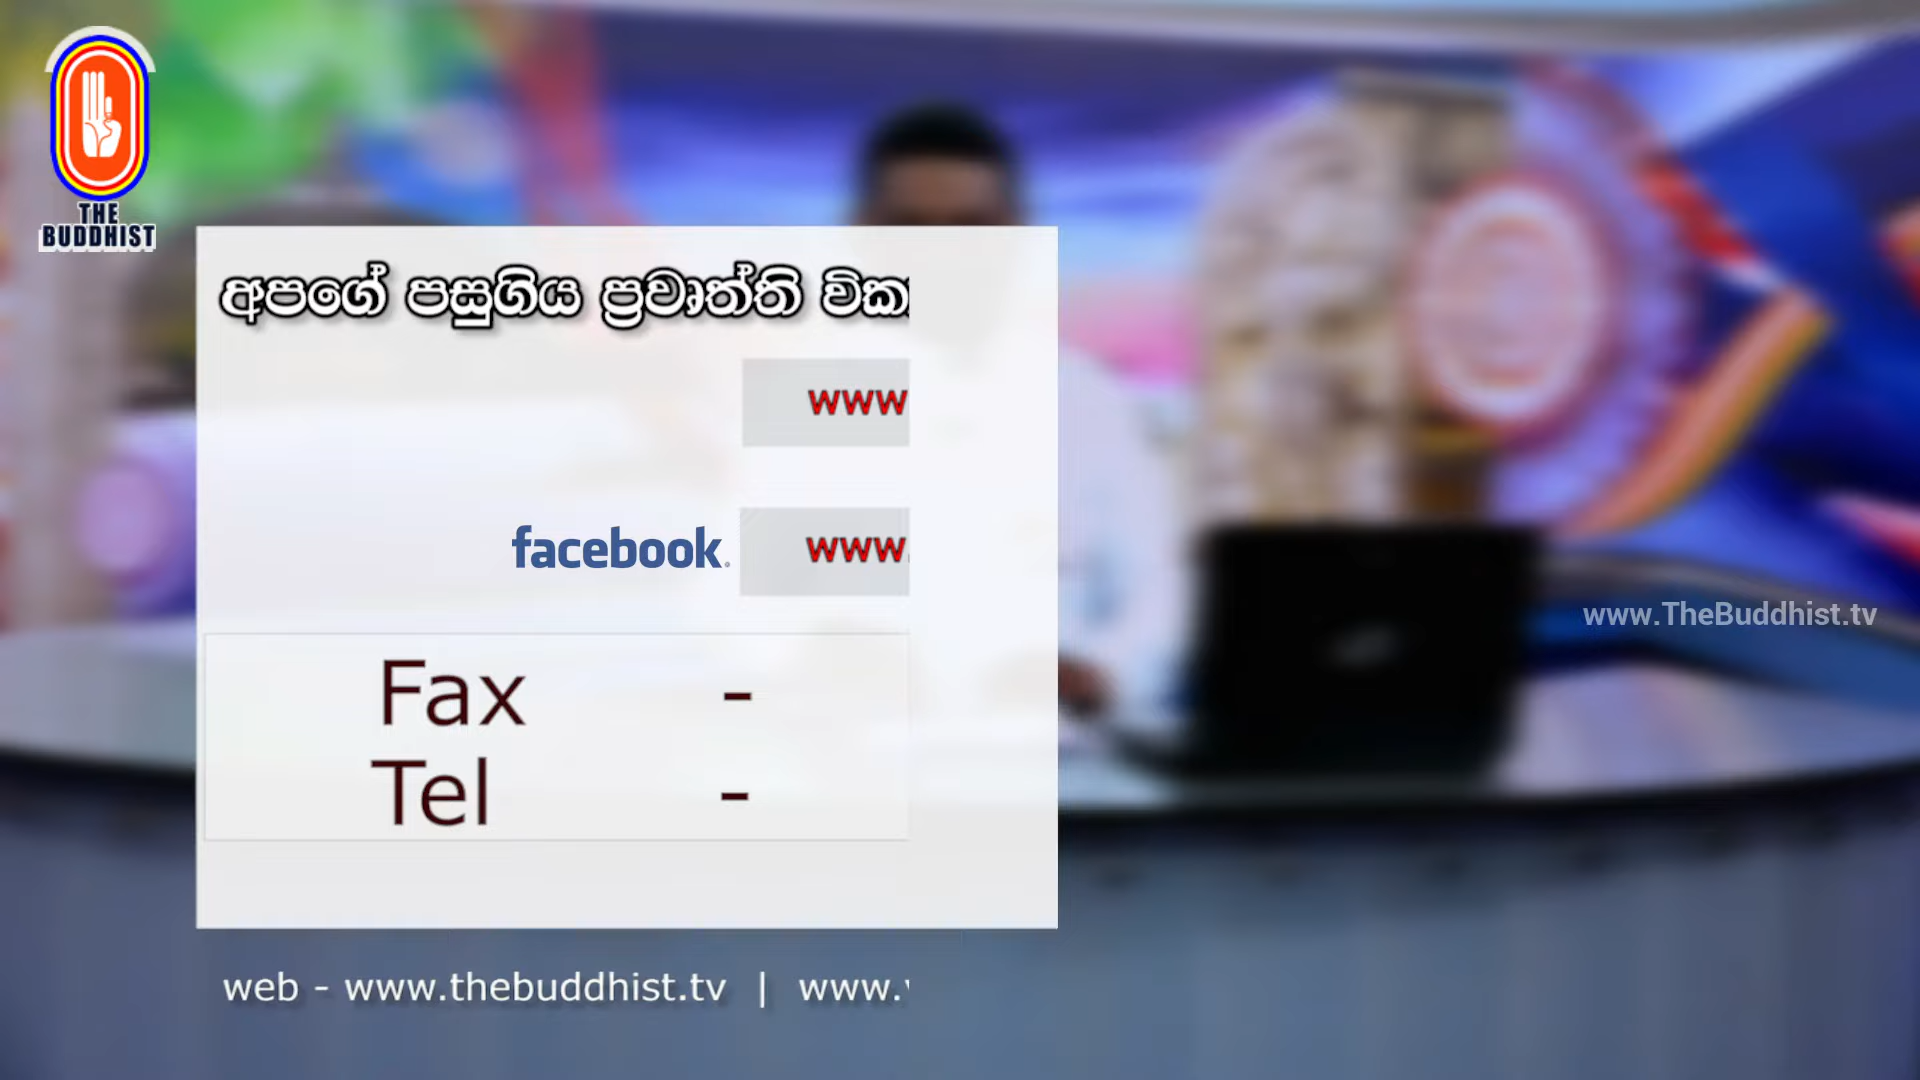 THE
BUDDHIST
අපගේ පසුගිය ප්‍රවෘත්ති
www
facebook
www.
www.TheBuddhist.tv
Fax -
Tel -
web - www.thebuddhist.tv | www.